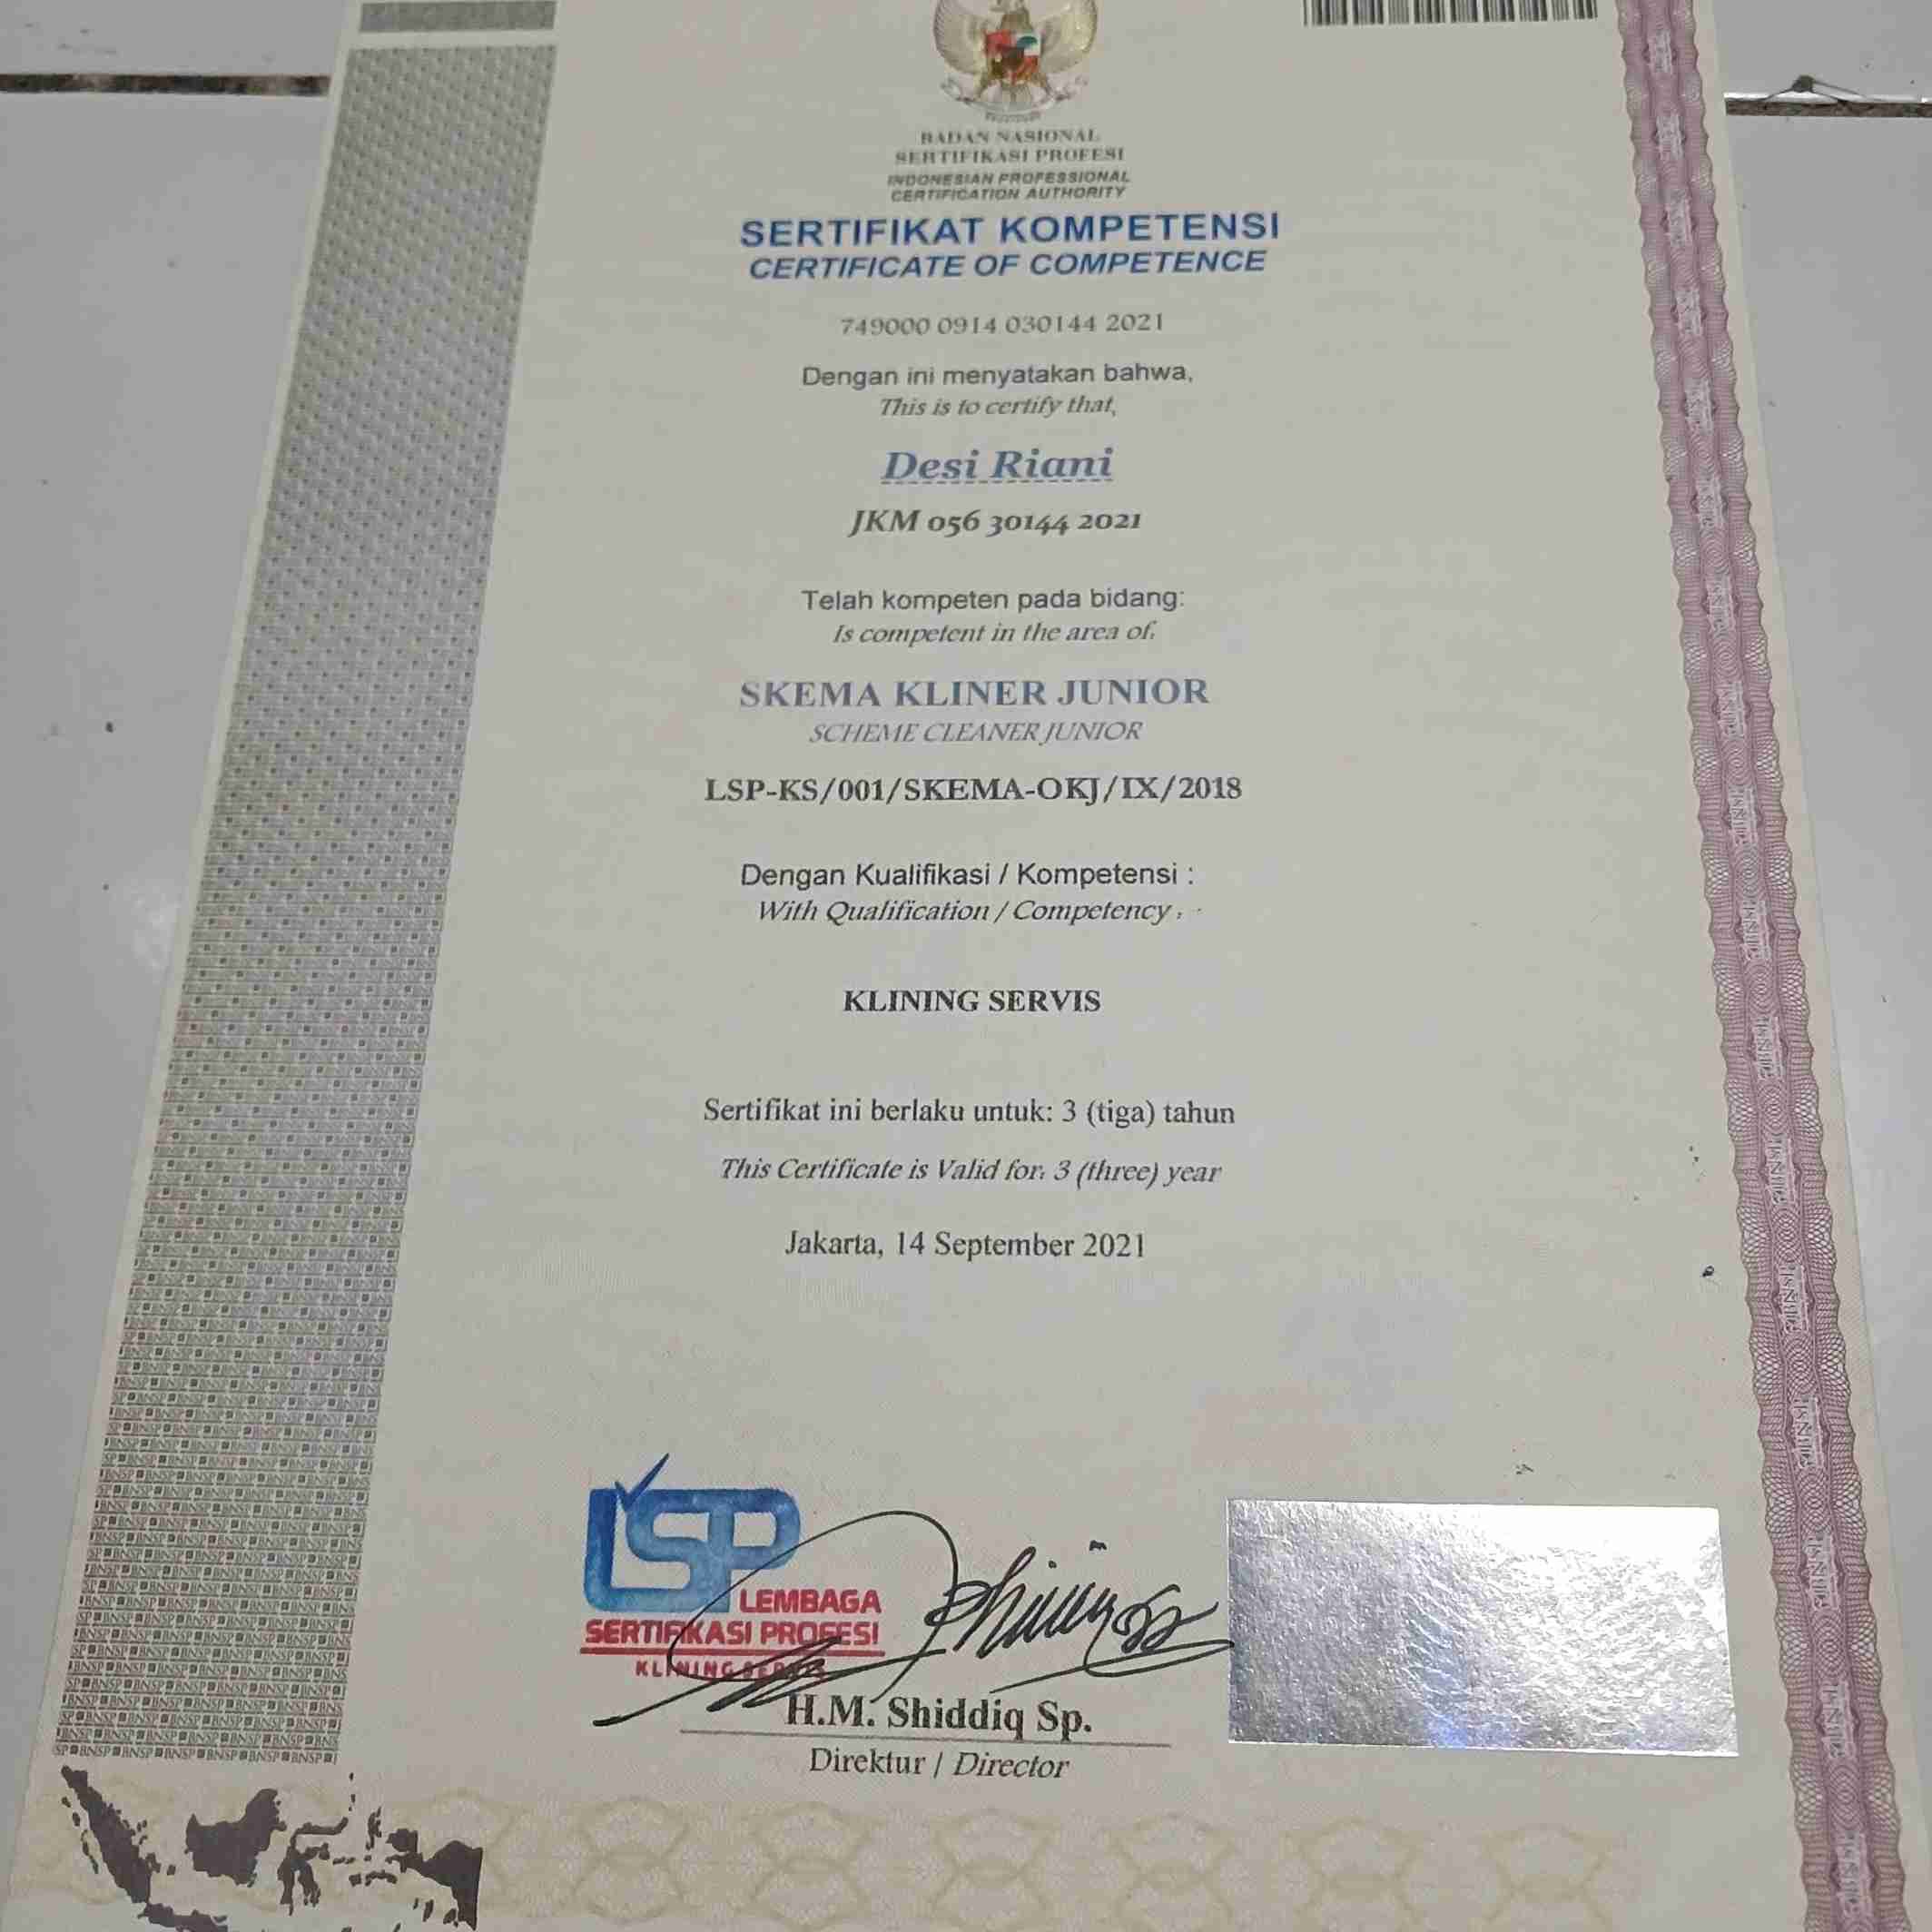 BADAN NASIONAL
SERTIFIKASI PROFESI
INDONESIAN PROFESSIONAL
CERTIFICATION AUTHORITY
SERTIFIKAT KOMPETENSI
CERTIFICATE OF COMPETENCE
749000 0914 030144 2021
Dengan ini menyatakan bahwa,
This is to certify that,
Desi Riani
JKM 056 30144 2021
Telah kompeten pada bidang:
Is competent in the area of:
SKEMA KLINER JUNIOR
SCHEME CLEANER JUNIOR
LSP-KS/001/SKEMA-OKJ/IX/2018
Dengan Kualifikasi / Kompetensi :
With Qualification / Competency :
KLINING SERVIS
Sertifikat ini berlaku untuk: 3 (tiga) tahun
This Certificate is Valid for: 3 (three) year
Jakarta, 14 September 2021
LSP
LEMBAGA
SERTIFIKASI PROFESI
KLINING SERVIS
H.M. Shiddiq Sp.
Direktur / Director